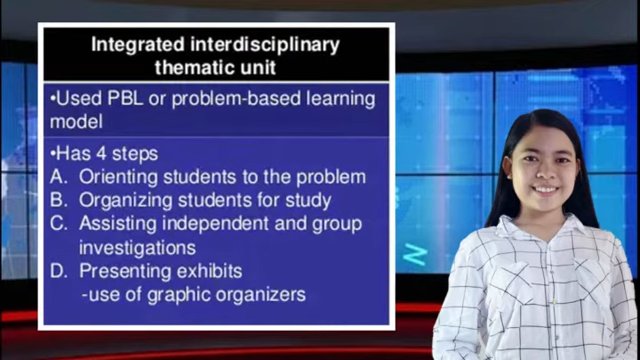 Integrated interdisciplinary
thematic unit
•Used PBL or problem-based learning
model
•Has 4 steps
A. Orienting students to the problem
B. Organizing students for study
C. Assisting independent and group
investigations
D. Presenting exhibits
-use of graphic organizers
N